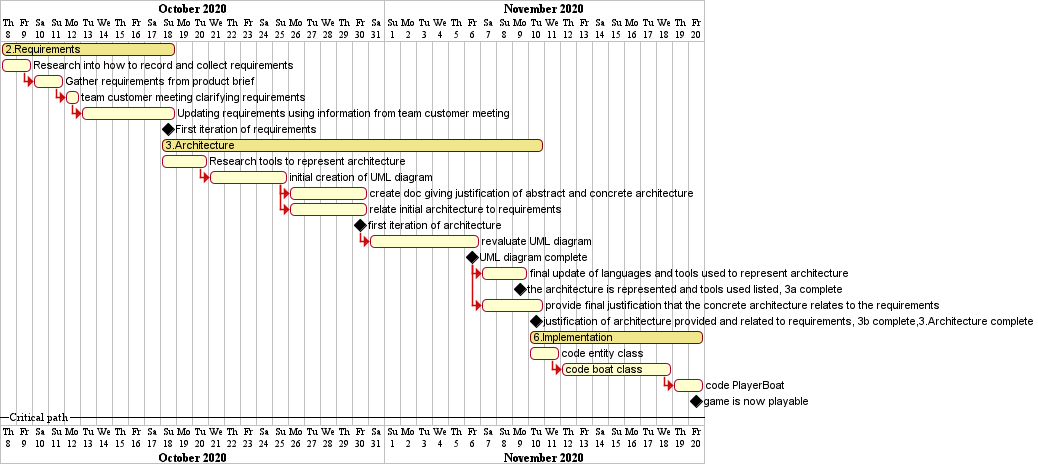 October 2020 November 2020
Th Fr Sa Su Mo Tu We Th Fr Sa Su Mo Tu We Th Fr Sa Su Mo Tu We Th Fr Sa Su Mo Tu We Th Fr Sa Su Mo Tu We Th Fr Sa Su Mo Tu We Th Fr
8 9 10 11 12 13 14 15 16 17 18 19 20 21 22 23 24 25 26 27 28 29 30 31 1 2 3 4 5 6 7 8 9 10 11 12 13 14 15 16 17 18 19 20
2.Requirements
Research into how to record and collect requirements
Gather requirements from product brief
team customer meeting clarifying requirements
Updating requirements using information from team customer meeting
First iteration of requirements
3.Architecture
Research tools to represent architecture
initial creation of UML diagram
create doc giving justification of abstract and concrete architecture
relate initial architecture to requirements
first iteration of architecture
revaluate UML diagram
UML diagram complete
final update of languages and tools used to represent architecture
the architecture is represented and tools used listed, 3a complete
provide final justification that the concrete architecture relates to the requirements
justification of architecture provided and related to requirements, 3b complete,3.Architecture complete
6.Implementation
code entity class
code boat class
code PlayerBoat
game is now playable
Critical path
Th Fr Sa Su Mo Tu We Th Fr Sa Su Mo Tu We Th Fr Sa Su Mo Tu We Th Fr Sa Su Mo Tu We Th Fr Sa Su Mo Tu We Th Fr Sa Su Mo Tu We Th Fr
8 9 10 11 12 13 14 15 16 17 18 19 20 21 22 23 24 25 26 27 28 29 30 31 1 2 3 4 5 6 7 8 9 10 11 12 13 14 15 16 17 18 19 20
October 2020 November 2020